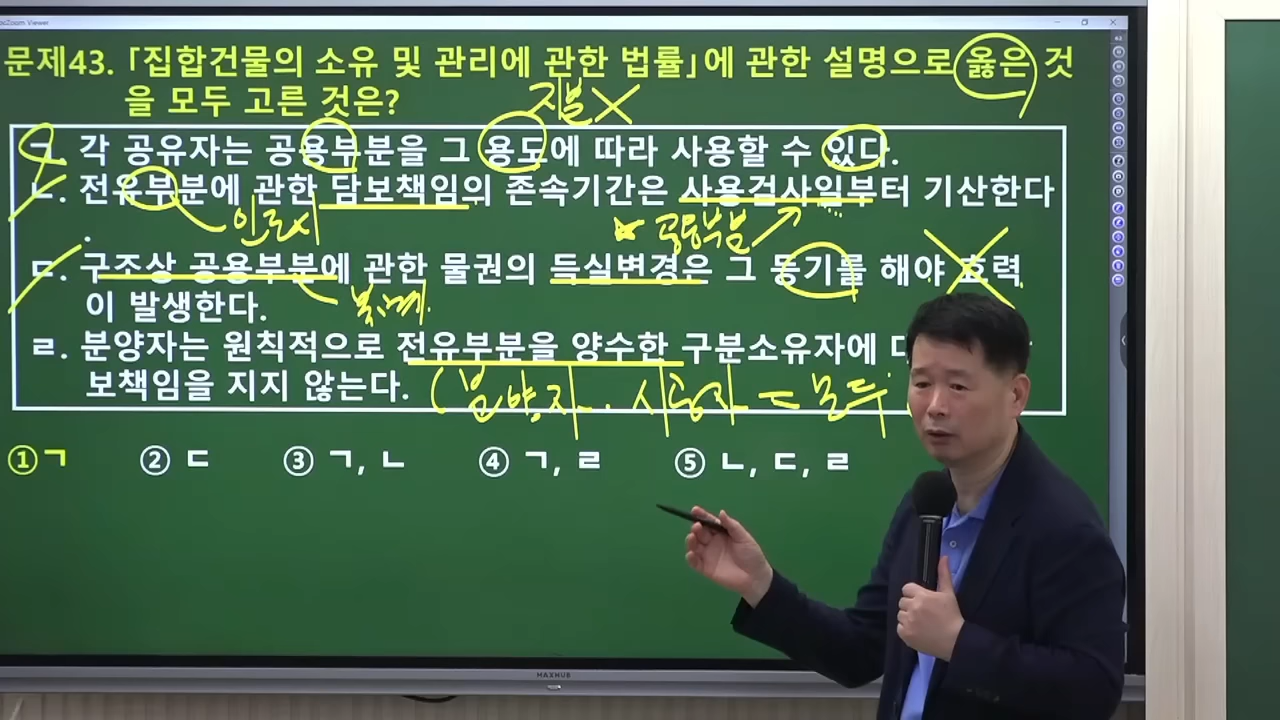 문제43. 「집합건물의 소유 및 관리에 관한 법률」에 관한 설명으로 옳은 것
을 모두 고른 것은?
지분 X
ㄱ. 각 공유자는 공용부분을 그 용도에 따라 사용할 수 있다.
ㄴ. 전유부분에 관한 담보책임의 존속기간은 사용검사일부터 기산한다
.
인도시
공용부분
ㄷ. 구조상 공용부분에 관한 물권의 득실변경은 그 등기를 해야 효력
이 발생한다.
ㄹ. 분양자는 원칙적으로 전유부분을 양수한 구분소유자에
보책임을 지지 않는다.
(분양자. 시공자 = 모두
①ㄱ ② ㄷ ③ ㄱ, ㄴ ④ ㄱ, ㄹ ⑤ ㄴ, ㄷ, ㄹ
MAXHUB